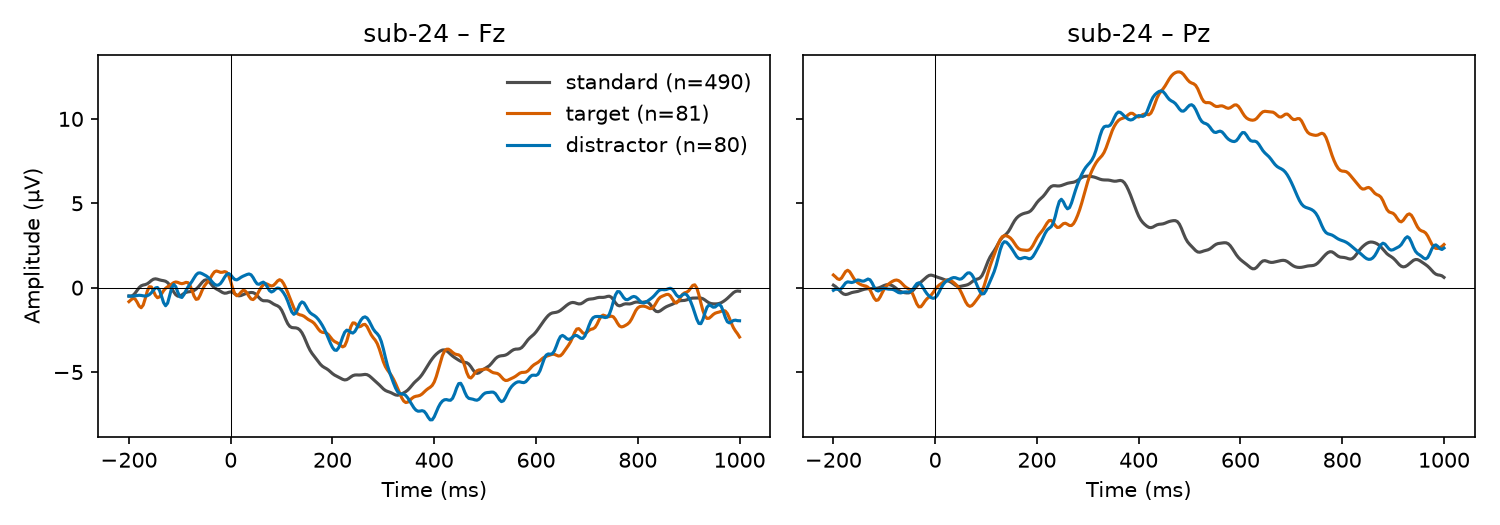 sub-24 – Fz
sub-24 – Pz
standard (n=490)
target (n=81)
distractor (n=80)
Amplitude (μV)
10
5
0
−5
−200 0 200 400 600 800 1000
−200 0 200 400 600 800 1000
Time (ms)
Time (ms)